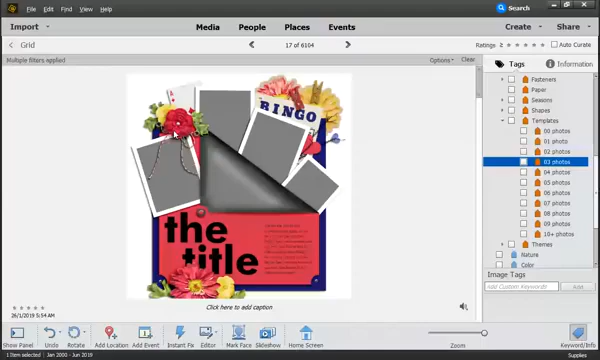 File Edit Find View Help
Search
Import Media People Places Events Create Share
Grid
17 of 6104
Ratings
Auto Curate
Multiple filters applied
Options
Clear
Tags Information
Fasteners
Paper
Seasons
Shapes
Templates
00 photos
01 photo
02 photos
03 photos
04 photos
05 photos
06 photos
07 photos
08 photos
09 photos
10+ photos
Themes
Nature
Color
Image Tags
Add Custom Keywords
Add
RINGO
the
title
Click here to add caption
26/1/2019 5:54 AM
Show Panel Undo Rotate Add Location Add Event Instant Fix Editor Mark Face Slideshow Home Screen Zoom Keyword/Info
1 Item selected | Jan 2000 - Jun 2019
Supplies